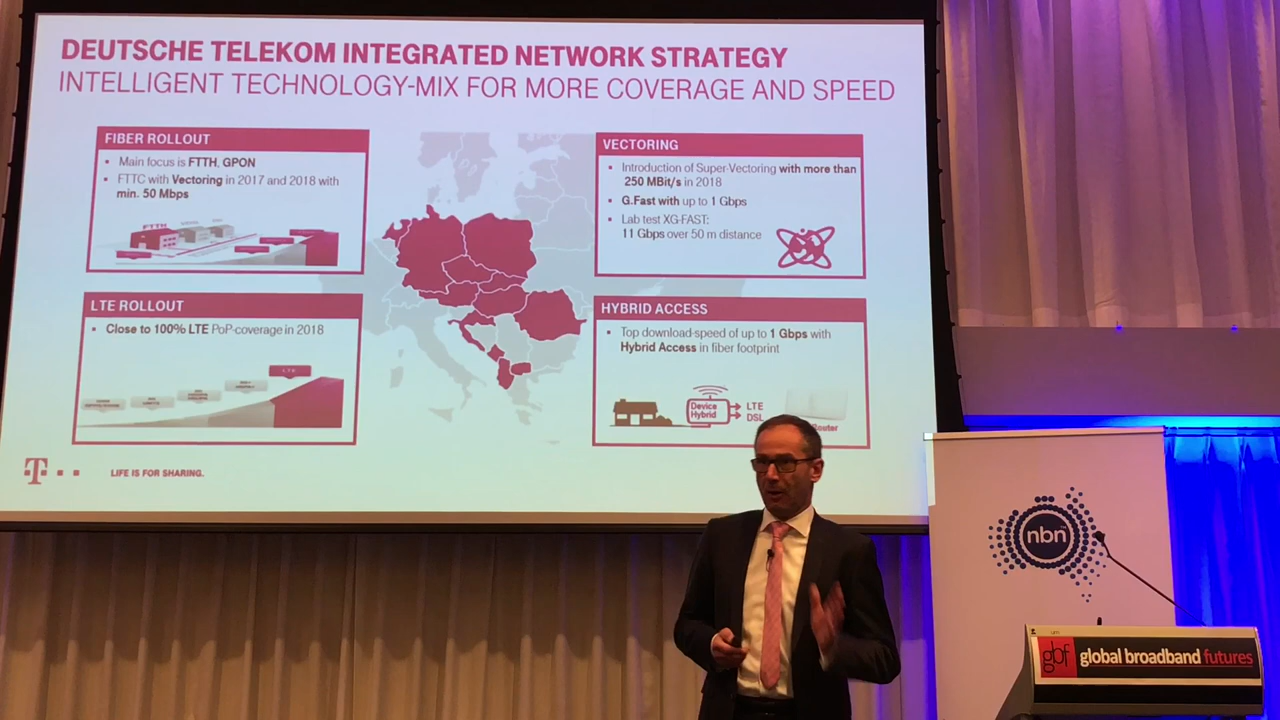 DEUTSCHE TELEKOM INTEGRATED NETWORK STRATEGY
INTELLIGENT TECHNOLOGY-MIX FOR MORE COVERAGE AND SPEED
FIBER ROLLOUT
Main focus is FTTH, GPON
FTTC with Vectoring in 2017 and 2018 with
min. 50 Mbps
FTTH
VECTORING
Introduction of Super-Vectoring with more than
250 MBit/s in 2018
G.Fast with up to 1 Gbps
Lab test XG-FAST:
11 Gbps over 50 m distance
LTE ROLLOUT
Close to 100% LTE PoP-coverage in 2018
LTE
HYBRID ACCESS
Top download-speed of up to 1 Gbps with
Hybrid Access in fiber footprint
Device
Hybrid
LTE
DSL
Router
T
LIFE IS FOR SHARING.
nbn
gbf global broadband futures